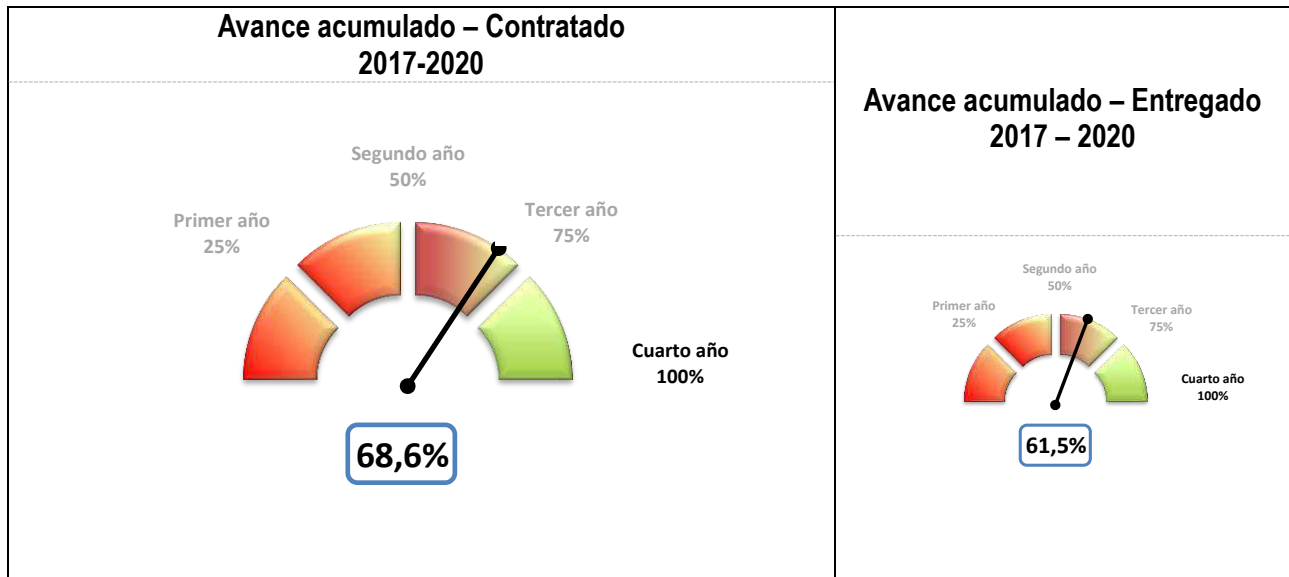 Avance acumulado – Contratado
2017-2020
Segundo año
50%
Primer año
25%
Tercer año
75%
Cuarto año
100%
68,6%
Avance acumulado – Entregado
2017 – 2020
Segundo año
50%
Primer año
25%
Tercer año
75%
Cuarto año
100%
61,5%